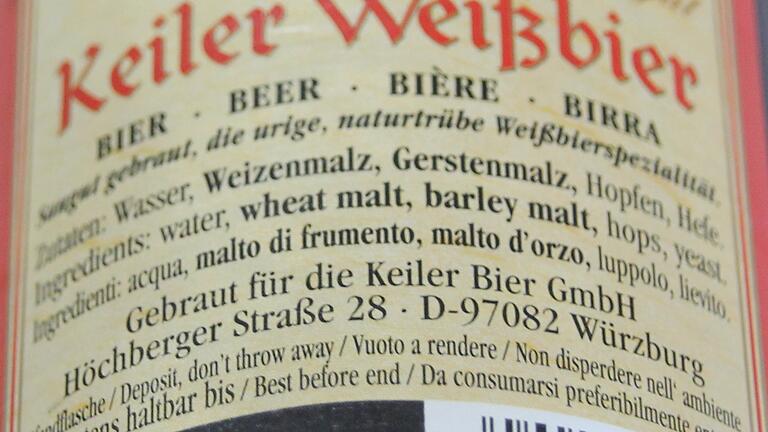 Keiler Weißbier
BIER · BEER · BIÈRE · BIRRA
Saugut gebraut, die urige, naturtrübe Weißbierspezialität.
Zutaten: Wasser, Weizenmalz, Gerstenmalz, Hopfen, Hefe.
Ingredients: water, wheat malt, barley malt, hops, yeast.
Ingredienti: acqua, malto di frumento, malto d'orzo, luppolo, lievito.
Gebraut für die Keiler Bier GmbH
Höchberger Straße 28 · D-97082 Würzburg
/ Deposit, don't throw away / Vuoto a rendere / Non disperdere nell' ambiente
haltbar bis / Best before end / Da consumarsi preferibilmente